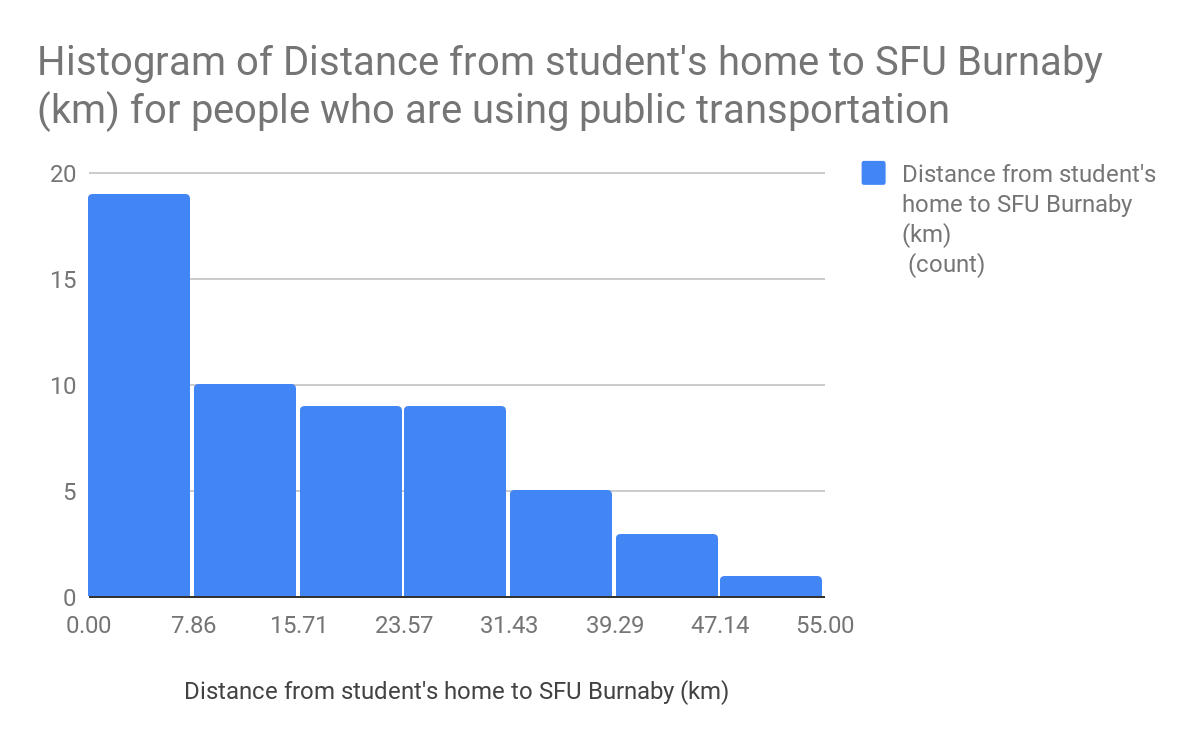 Histogram of Distance from student's home to SFU Burnaby
(km) for people who are using public transportation
20
15
10
5
0
Distance from student's
home to SFU Burnaby
(km)
(count)
0.00 7.86 15.71 23.57 31.43 39.29 47.14 55.00
Distance from student's home to SFU Burnaby (km)